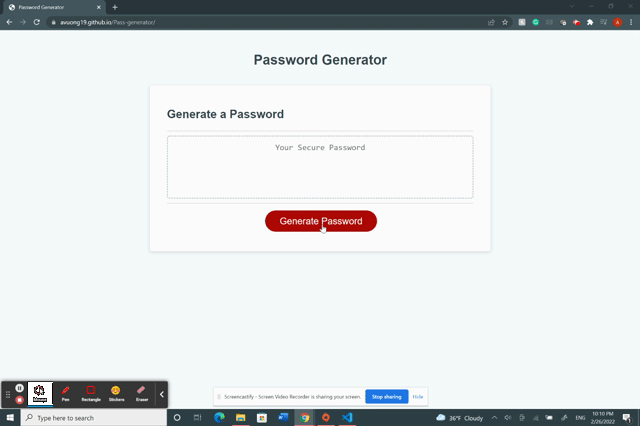 Password Generator
avuong19.github.io/Pass-generator/
Password Generator
Generate a Password
Your Secure Password
Generate Password
Pen
Rectangle
Stickers
Eraser
Screencastify - Screen Video Recorder is sharing your screen.
Stop sharing
Hide
Type here to search
36°F Cloudy
ENG
10:10 PM
2/26/2022